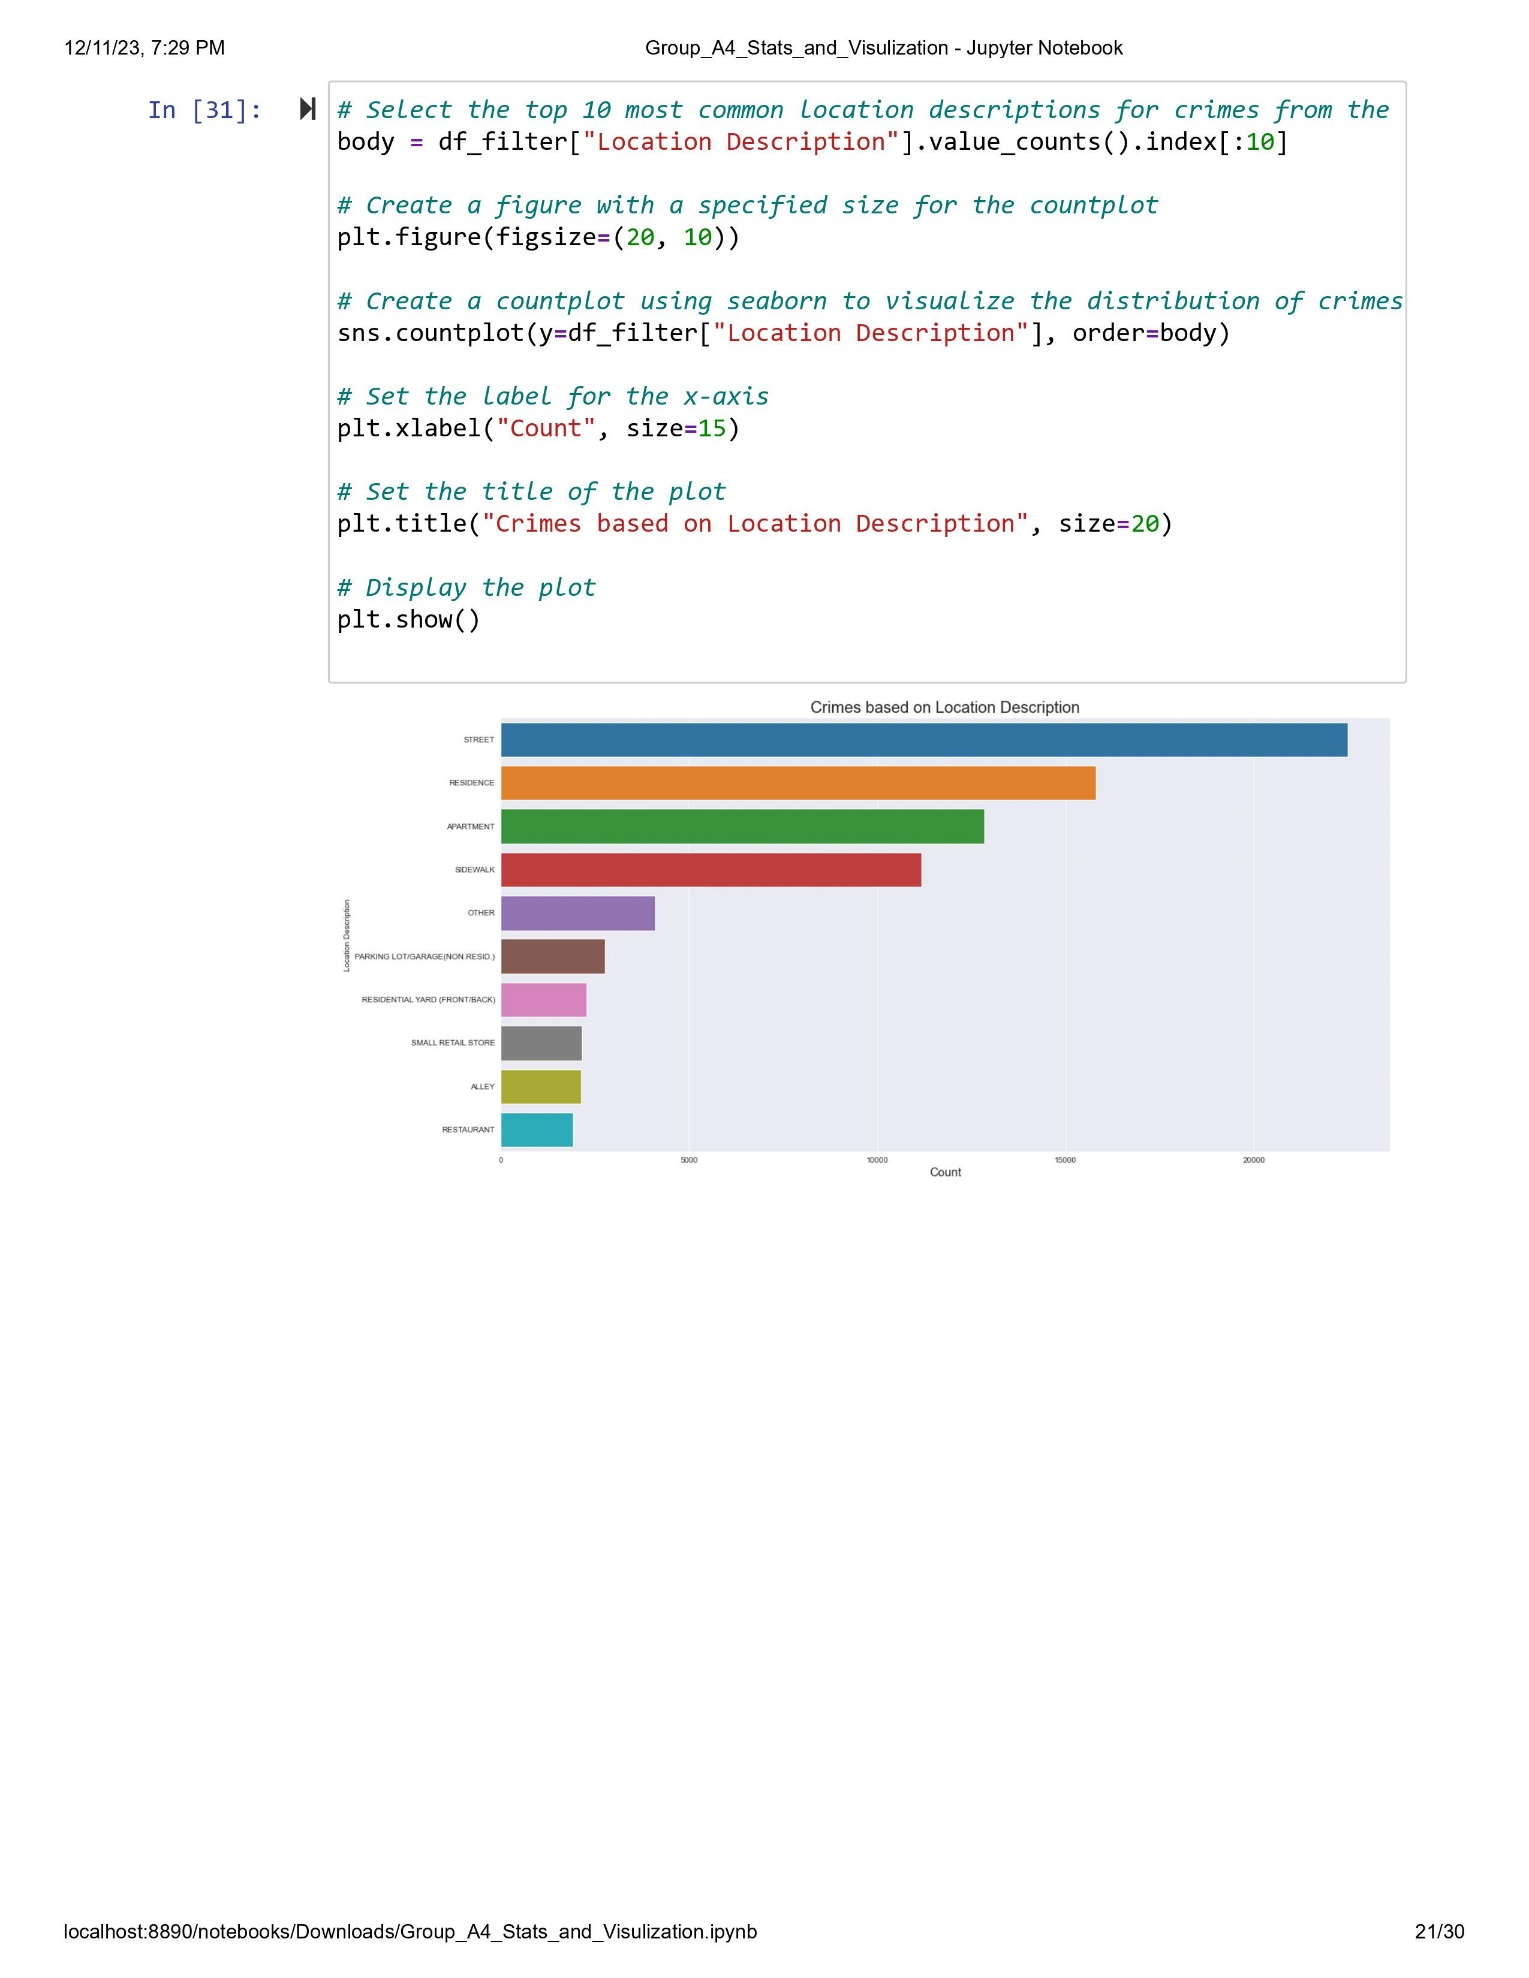 12/11/23, 7:29 PM
Group_A4_Stats_and_Visulization - Jupyter Notebook
In [31]:
# Select the top 10 most common location descriptions for crimes from the
body = df_filter["Location Description"].value_counts().index[:10]
# Create a figure with a specified size for the countplot
plt.figure(figsize=(20, 10))
# Create a countplot using seaborn to visualize the distribution of crimes
sns.countplot(y=df_filter["Location Description"], order=body)
# Set the label for the x-axis
plt.xlabel("Count", size=15)
# Set the title of the plot
plt.title("Crimes based on Location Description", size=20)
# Display the plot
plt.show()
Crimes based on Location Description
STREET
RESIDENCE
APARTMENT
SIDEWALK
OTHER
PARKING LOT/GARAGE(NON.RESID.)
RESIDENTIAL YARD (FRONT/BACK)
SMALL RETAIL STORE
ALLEY
RESTAURANT
Location Description
0 5000 10000 15000 20000
Count
localhost:8890/notebooks/Downloads/Group_A4_Stats_and_Visulization.ipynb
21/30